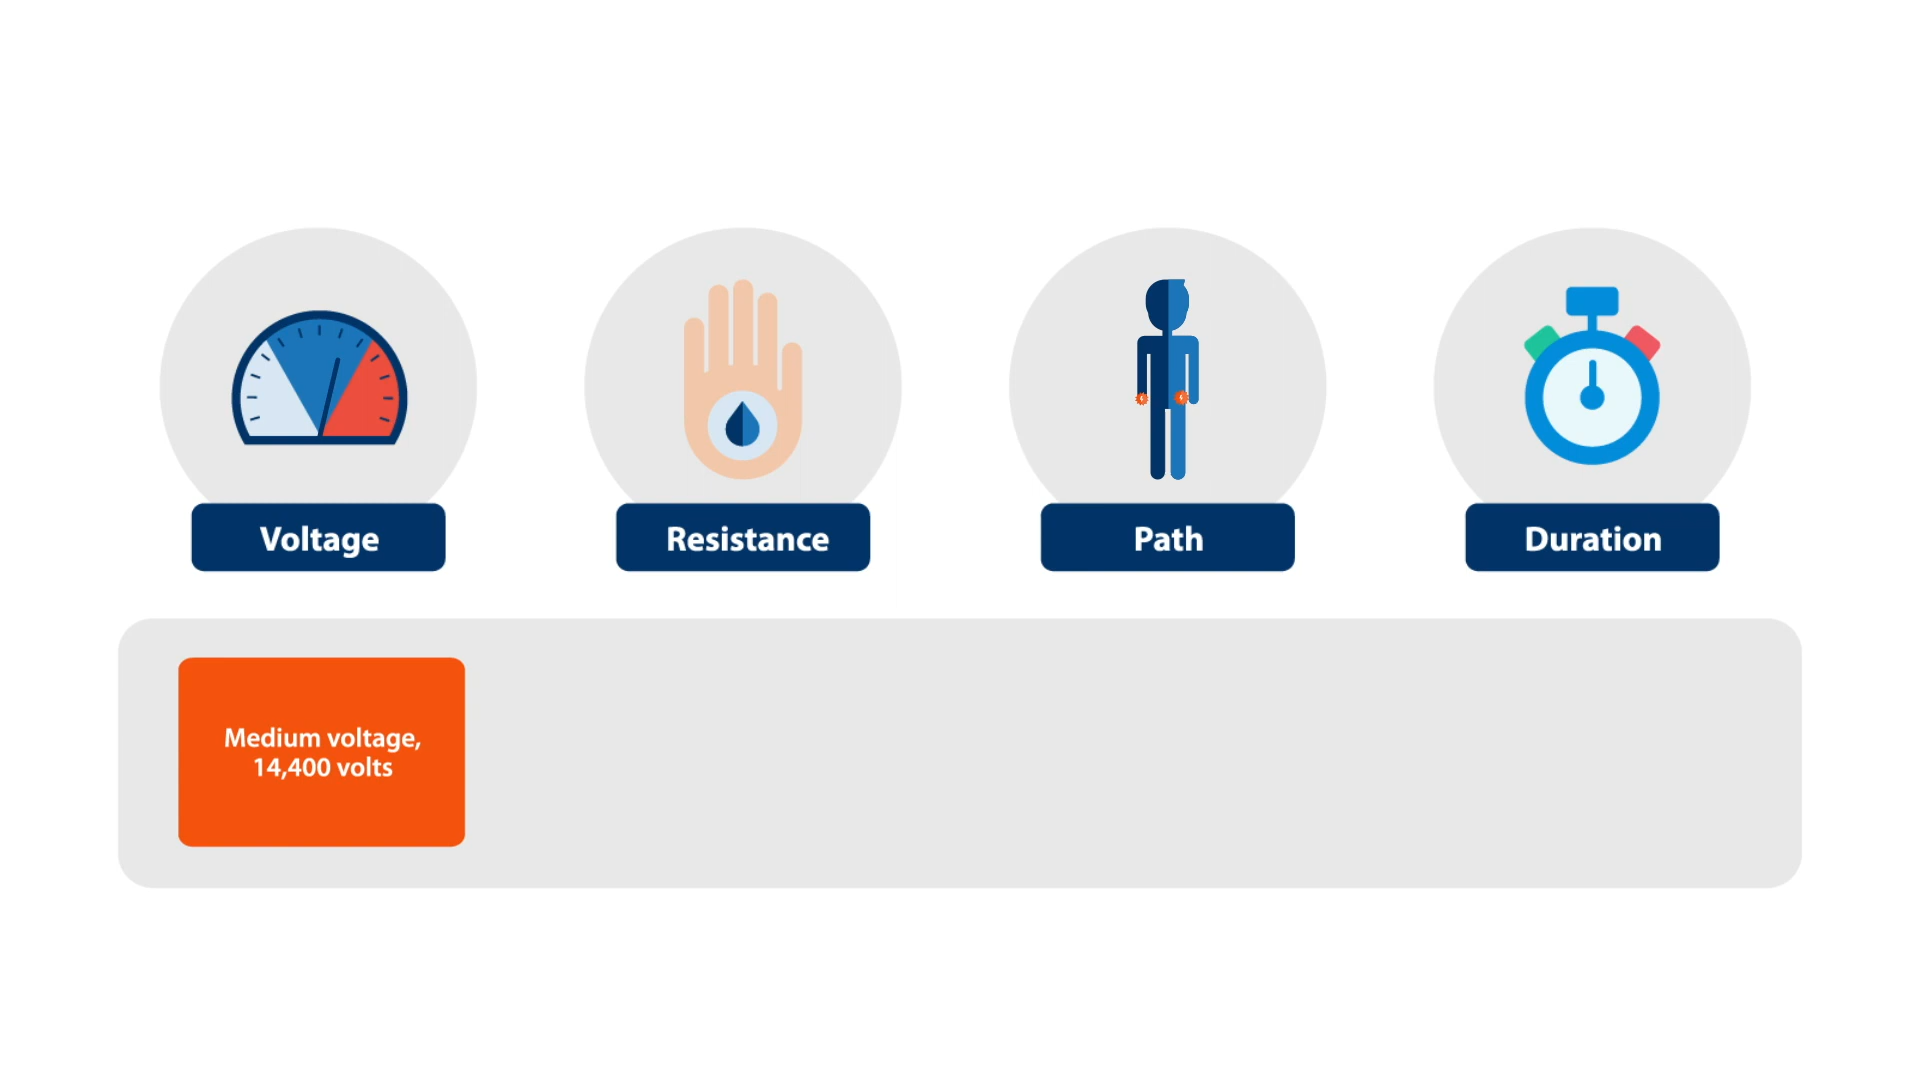 Voltage
Resistance
Path
Duration
Medium voltage,
14,400 volts